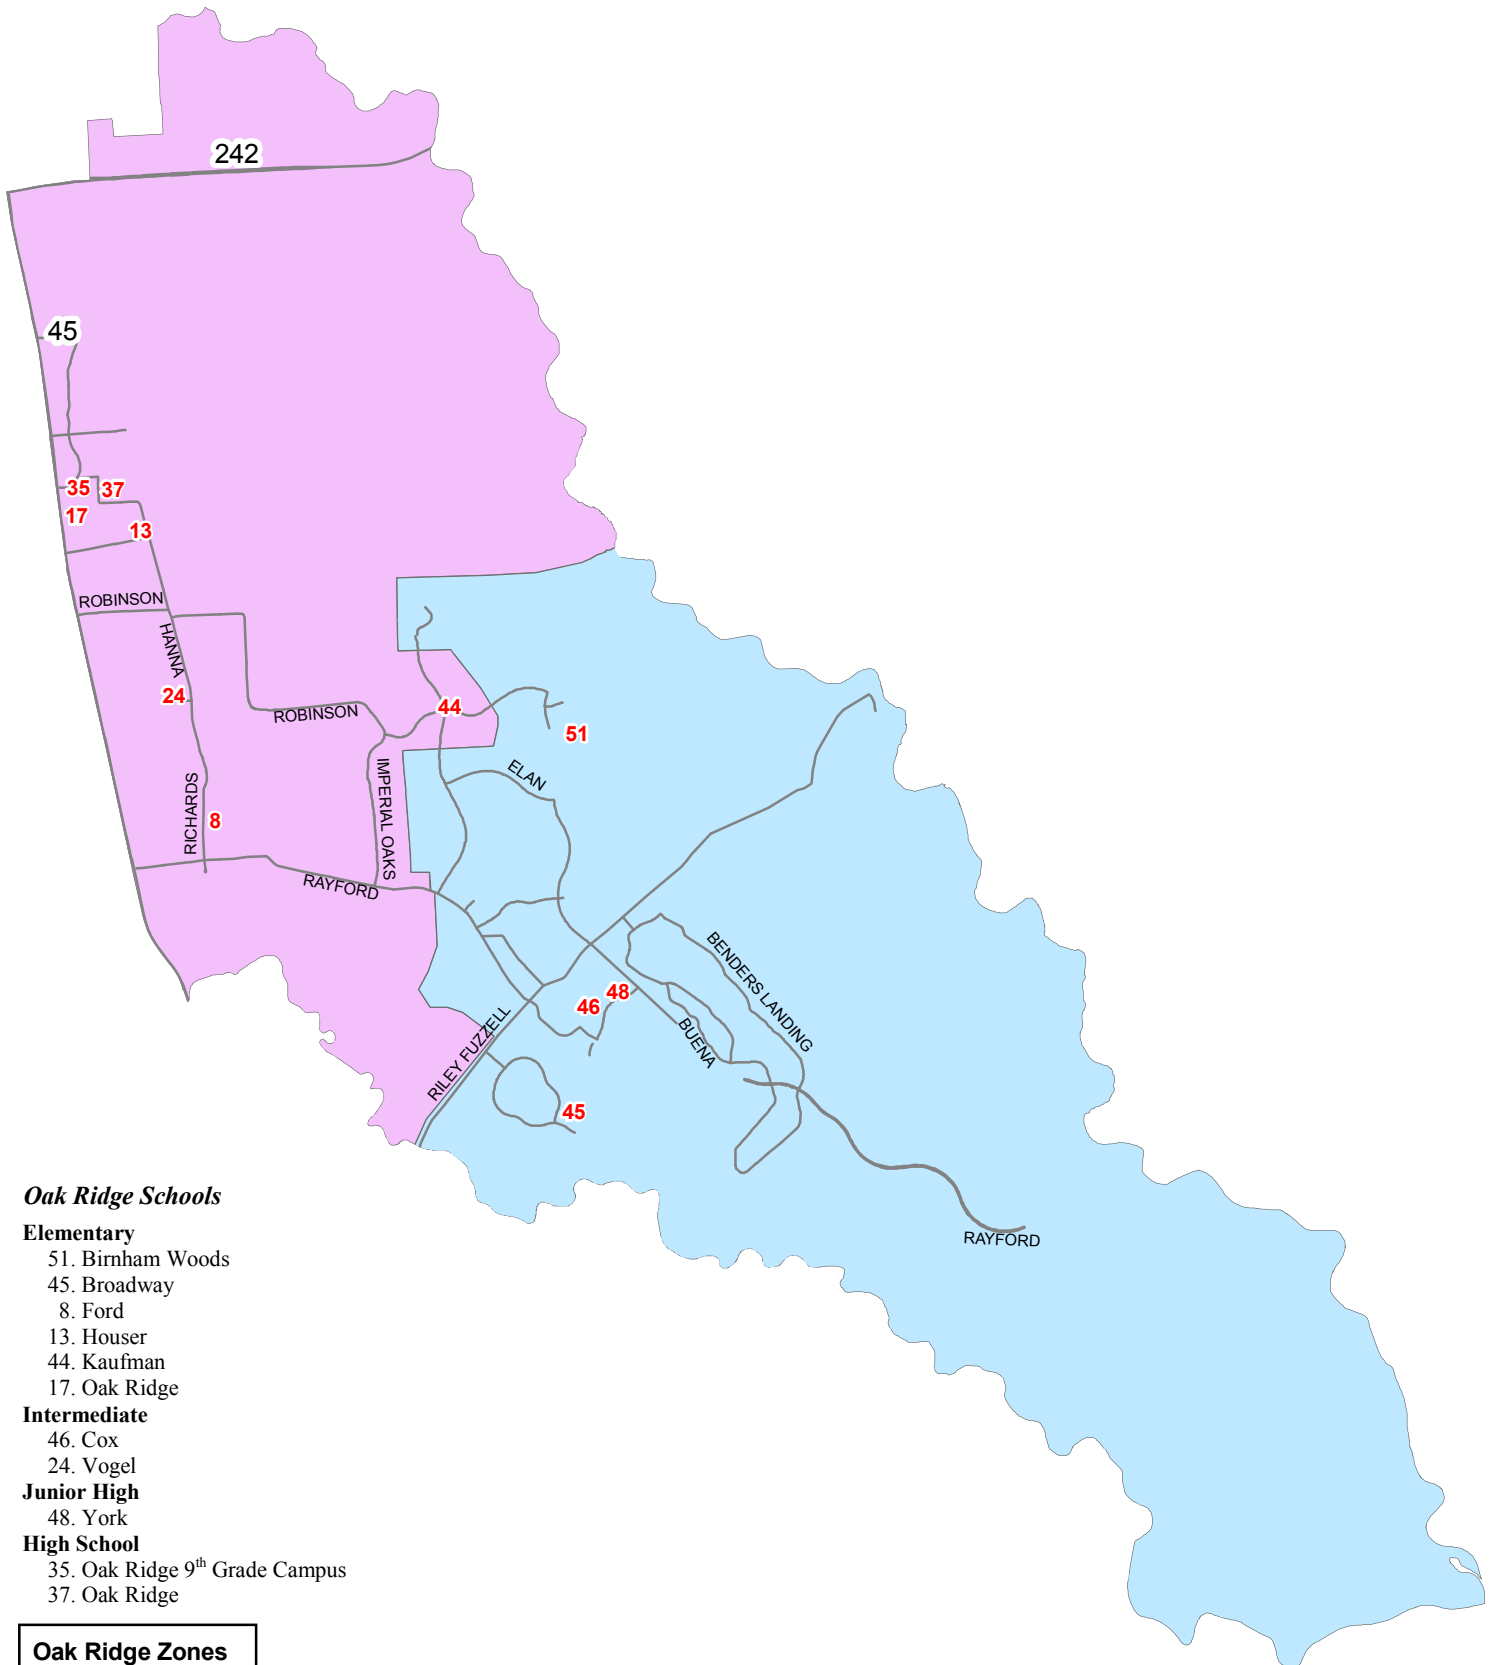 242
45
35
37
17
13
ROBINSON
HANNA
24
44
ROBINSON
51
ELAN
IMPERIAL OAKS
RICHARDS
8
RAYFORD
BENDERS LANDING
48
46
BUENA
RILEY FUZZELL
45
RAYFORD
Oak Ridge Schools
Elementary
51. Birnham Woods
45. Broadway
8. Ford
13. Houser
44. Kaufman
17. Oak Ridge
Intermediate
46. Cox
24. Vogel
Junior High
48. York
High School
35. Oak Ridge 9th Grade Campus
37. Oak Ridge
Oak Ridge Zones